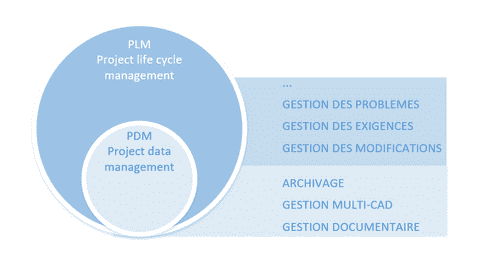 PLM
Project life cycle
management
PDM
Project data
management
...
GESTION DES PROBLEMES
GESTION DES EXIGENCES
GESTION DES MODIFICATIONS
ARCHIVAGE
GESTION MULTI-CAD
GESTION DOCUMENTAIRE